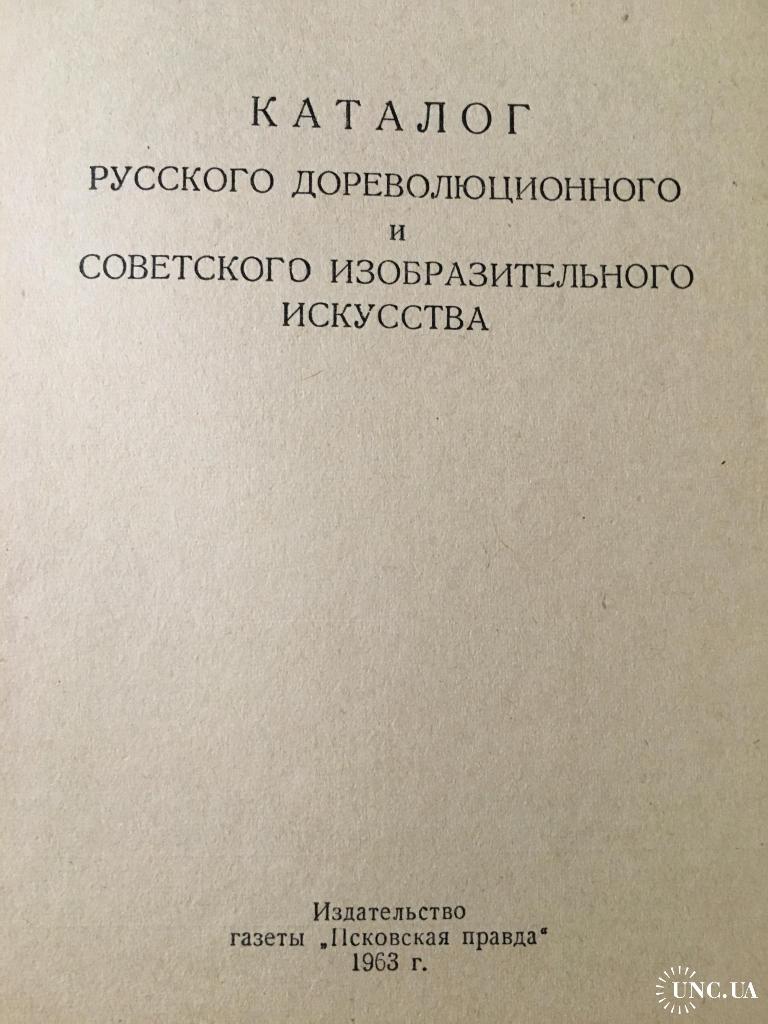 КАТАЛОГ
РУССКОГО ДОРЕВОЛЮЦИОННОГО
и
СОВЕТСКОГО ИЗОБРАЗИТЕЛЬНОГО
ИСКУССТВА
Издательство
газеты „Псковская правда“
1963 г.
UNC.UA